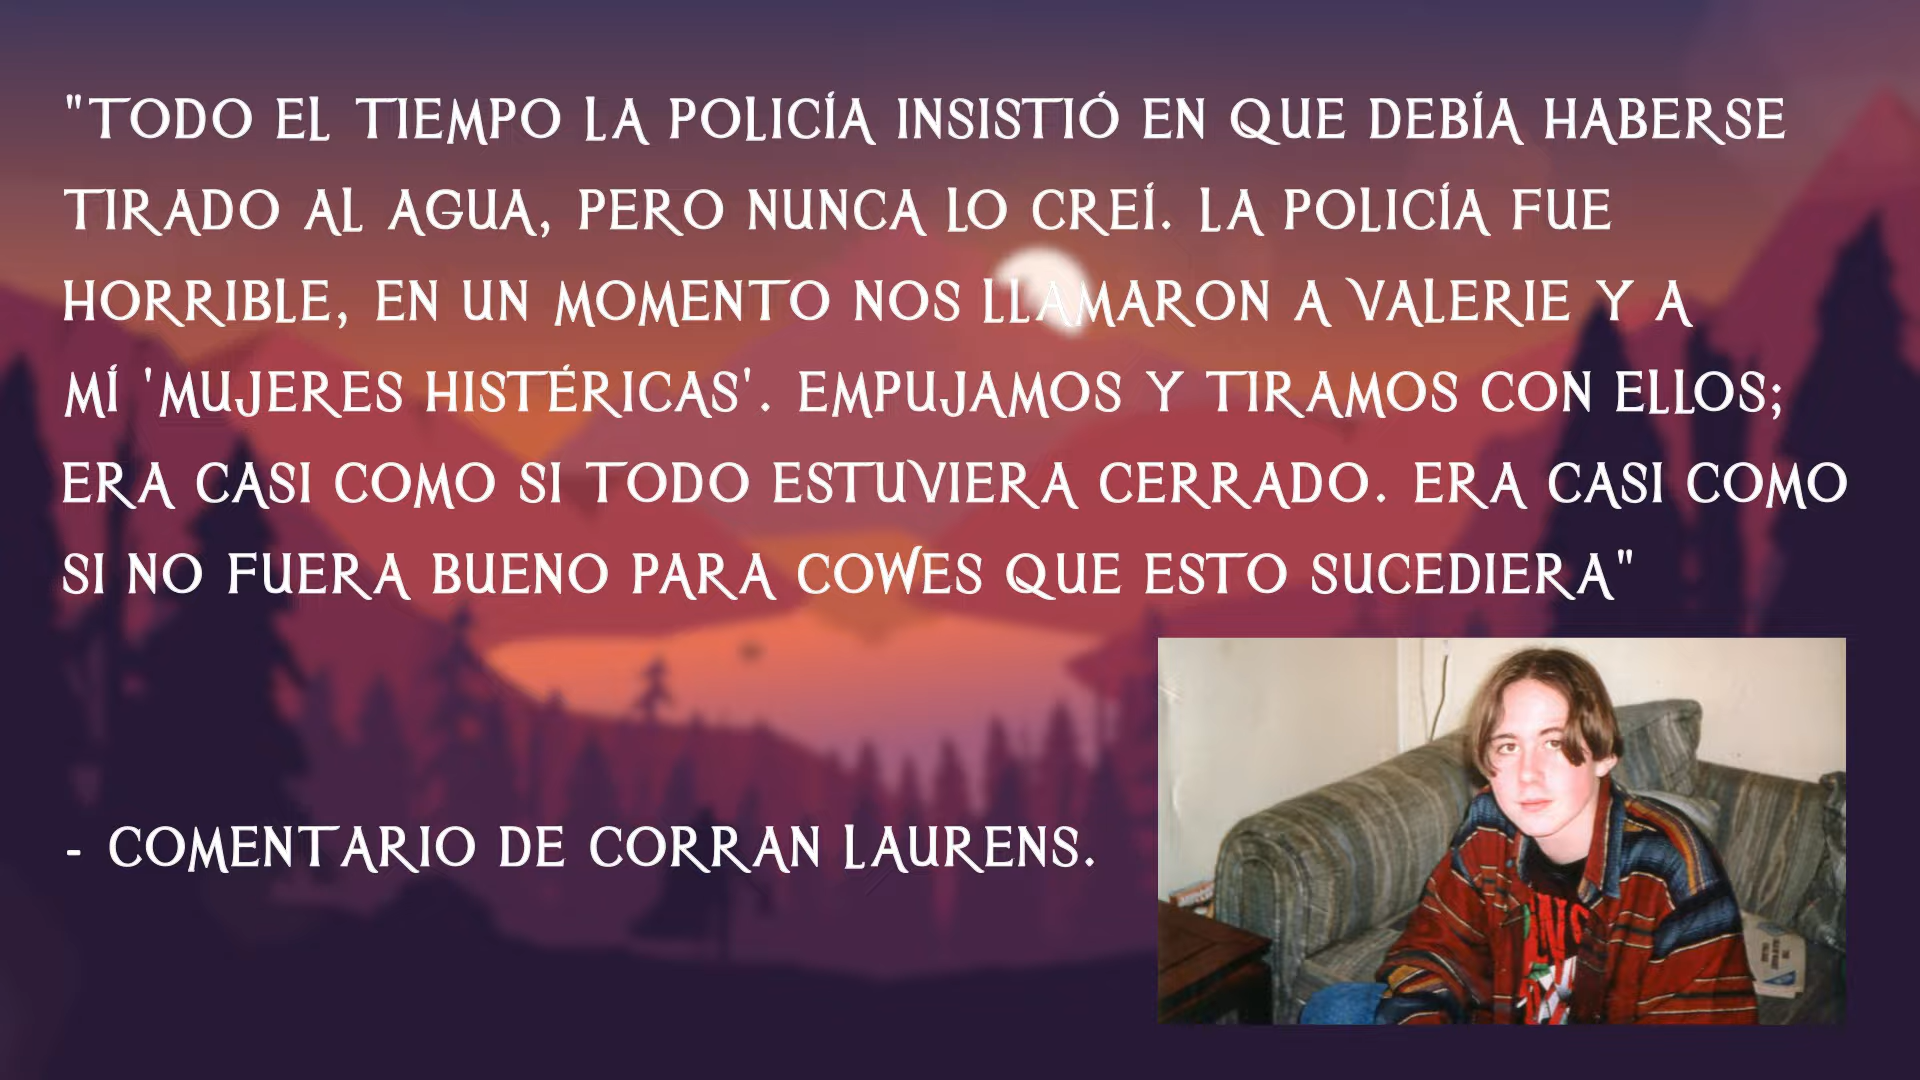 "TODO EL TIEMPO LA POLICÍA INSISTIÓ EN QUE DEBÍA HABERSE
TIRADO AL AGUA, PERO NUNCA LO CREÍ. LA POLICÍA FUE
HORRIBLE, EN UN MOMENTO NOS LLAMARON A VALERIE Y A
MÍ 'MUJERES HISTÉRICAS'. EMPUJAMOS Y TIRAMOS CON ELLOS;
ERA CASI COMO SI TODO ESTUVIERA CERRADO. ERA CASI COMO
SI NO FUERA BUENO PARA COWES QUE ESTO SUCEDIERA"
- COMENTARIO DE CORRAN LAURENS.